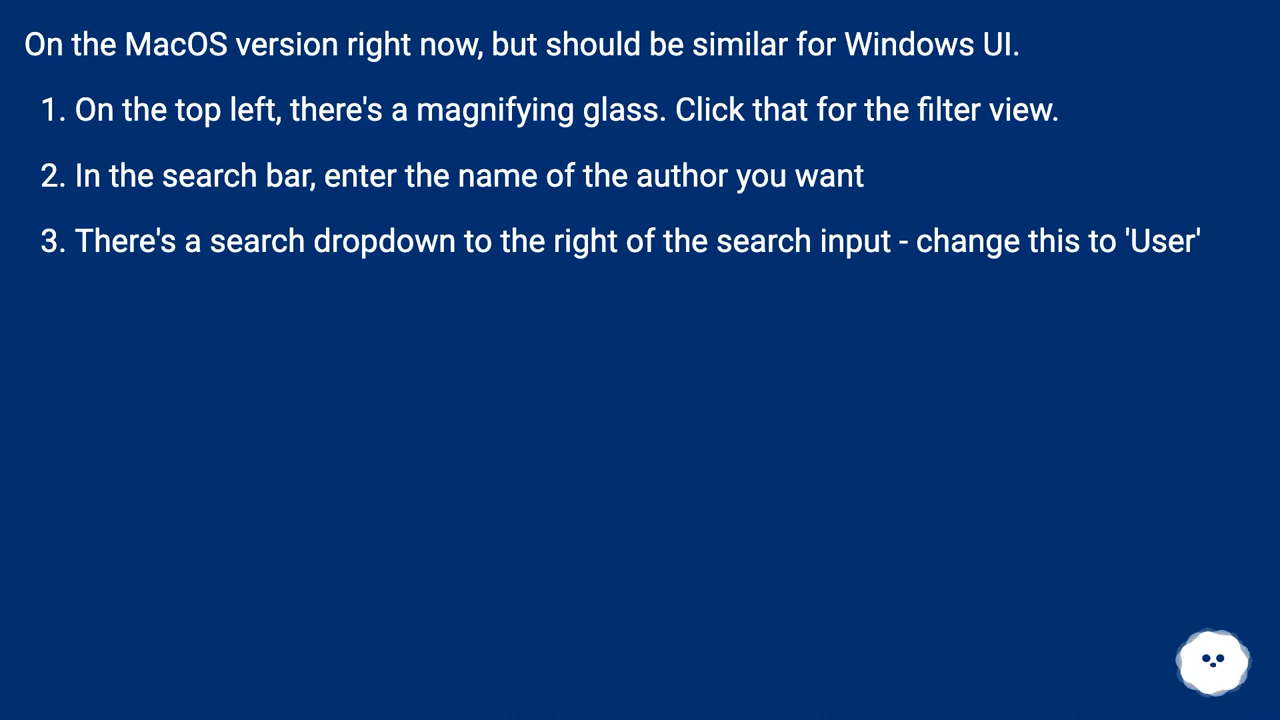 On the MacOS version right now, but should be similar for Windows UI.
1. On the top left, there's a magnifying glass. Click that for the filter view.
2. In the search bar, enter the name of the author you want
3. There's a search dropdown to the right of the search input - change this to 'User'